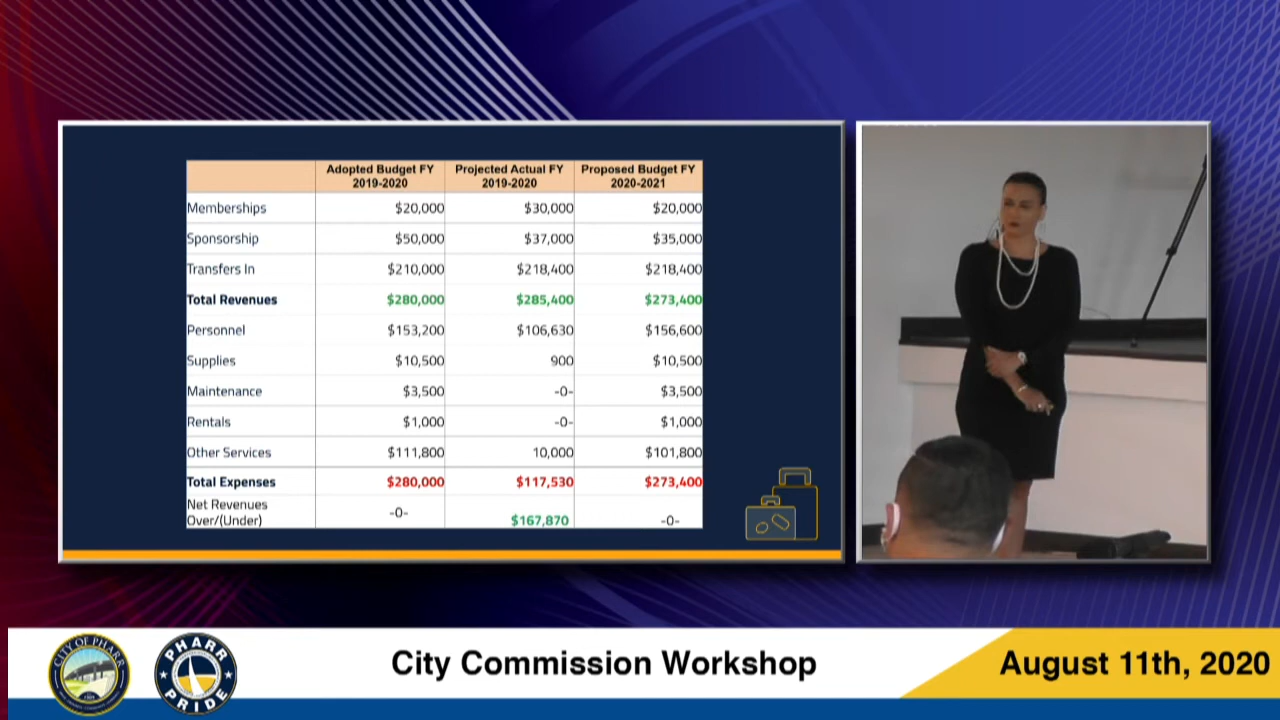 Adopted Budget FY 2019-2020 Projected Actual FY 2019-2020 Proposed Budget FY 2020-2021
Memberships $20,000 $30,000 $20,000
Sponsorship $50,000 $37,000 $35,000
Transfers In $210,000 $218,400 $218,400
Total Revenues $280,000 $285,400 $273,400
Personnel $153,200 $106,630 $156,600
Supplies $10,500 900 $10,500
Maintenance $3,500 -0- $3,500
Rentals $1,000 -0- $1,000
Other Services $111,800 10,000 $101,800
Total Expenses $280,000 $117,530 $273,400
Net Revenues Over/(Under) -0- $167,870 -0-
CITY OF PHARR
PHARR
PRIDE
City Commission Workshop
August 11th, 2020